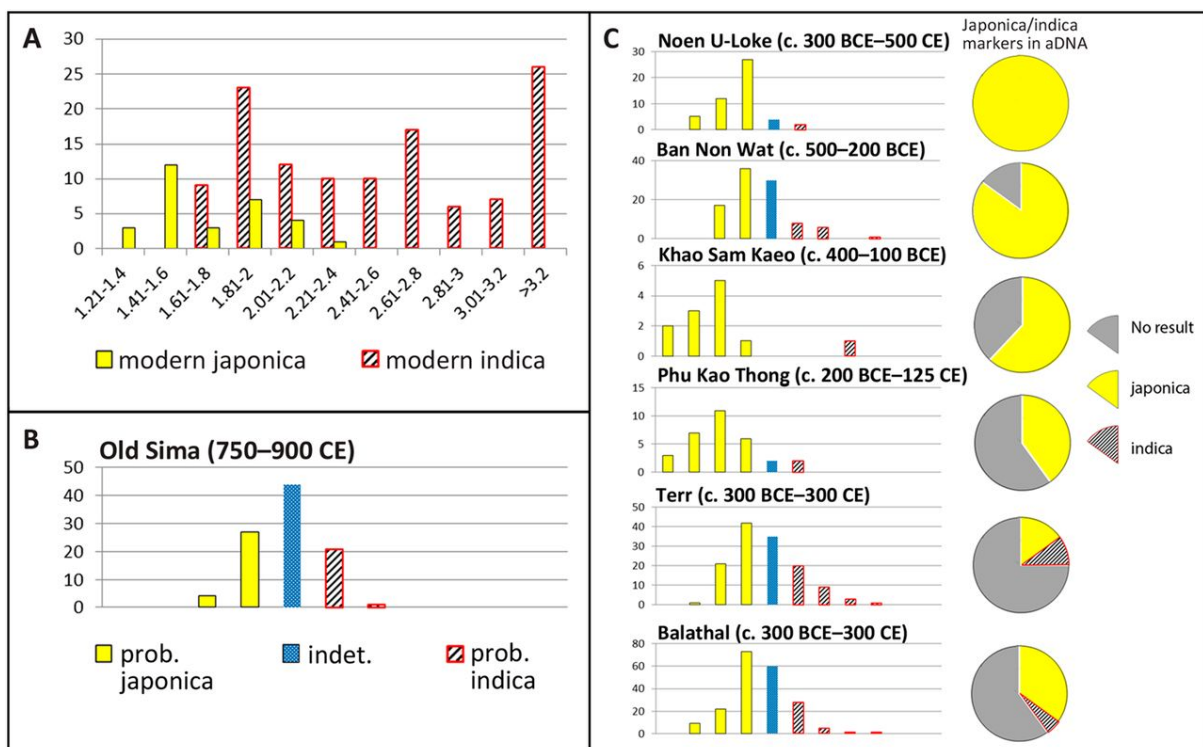 A
30
25
20
15
10
5
0
1.21-1.4
1.41-1.6
1.61-1.8
1.81-2
2.01-2.2
2.21-2.4
2.41-2.6
2.61-2.8
2.81-3
3.01-3.2
>3.2
modern japonica
modern indica
B
Old Sima (750–900 CE)
50
40
30
20
10
0
prob.
japonica
indet.
prob.
indica
C
Japonica/indica
markers in aDNA
Noen U-Loke (c. 300 BCE–500 CE)
30
20
10
0
Ban Non Wat (c. 500–200 BCE)
40
20
0
Khao Sam Kaeo (c. 400–100 BCE)
6
4
2
0
Phu Kao Thong (c. 200 BCE–125 CE)
15
10
5
0
Terr (c. 300 BCE–300 CE)
50
40
30
20
10
0
Balathal (c. 300 BCE–300 CE)
80
60
40
20
0
No result
japonica
indica